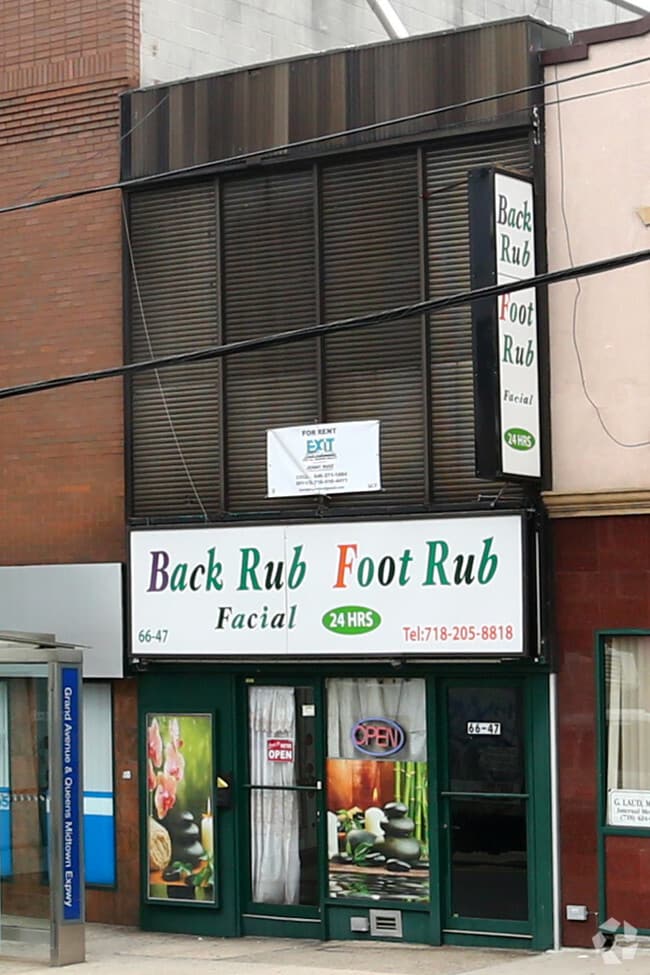 Back
Rub
Foot
Rub
Facial
24 HRS
FOR RENT
EXIT
Back Rub Foot Rub
Facial 24 HRS
66-47
Tel:718-205-8818
Grand Avenue & Queens Midtown Expwy
OPEN
OPEN
66-47
G. LAUD, M